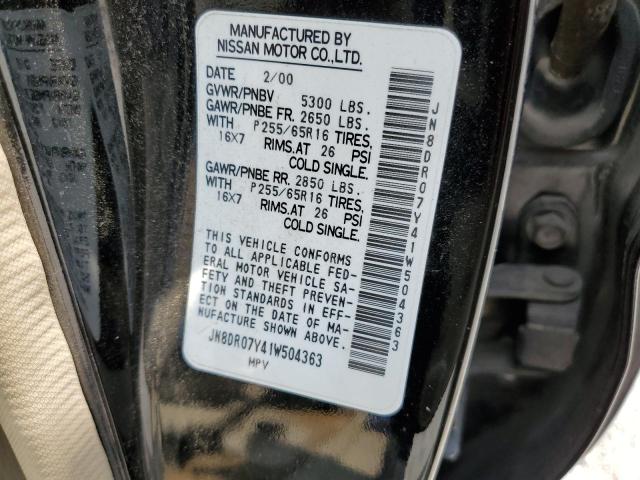 MANUFACTURED BY
NISSAN MOTOR CO.,LTD.
DATE 2/00
GVWR/PNBV 5300 LBS.
GAWR/PNBE FR. 2650 LBS.
WITH P255/65R16 TIRES,
16X7 RIMS.AT 26 PSI
COLD SINGLE.
GAWR/PNBE RR. 2850 LBS.
WITH P255/65R16 TIRES,
16X7 RIMS.AT 26 PSI
COLD SINGLE.
THIS VEHICLE CONFORMS
TO ALL APPLICABLE FED-
ERAL MOTOR VEHICLE SA-
FETY AND THEFT PREVEN-
TION STANDARDS IN EFF-
ECT ON THE DATE OF MA-
NUFACTURE SHOWN ABOVE.
JN8DR07Y41W504363
MPV
JN8DR07Y41W504363